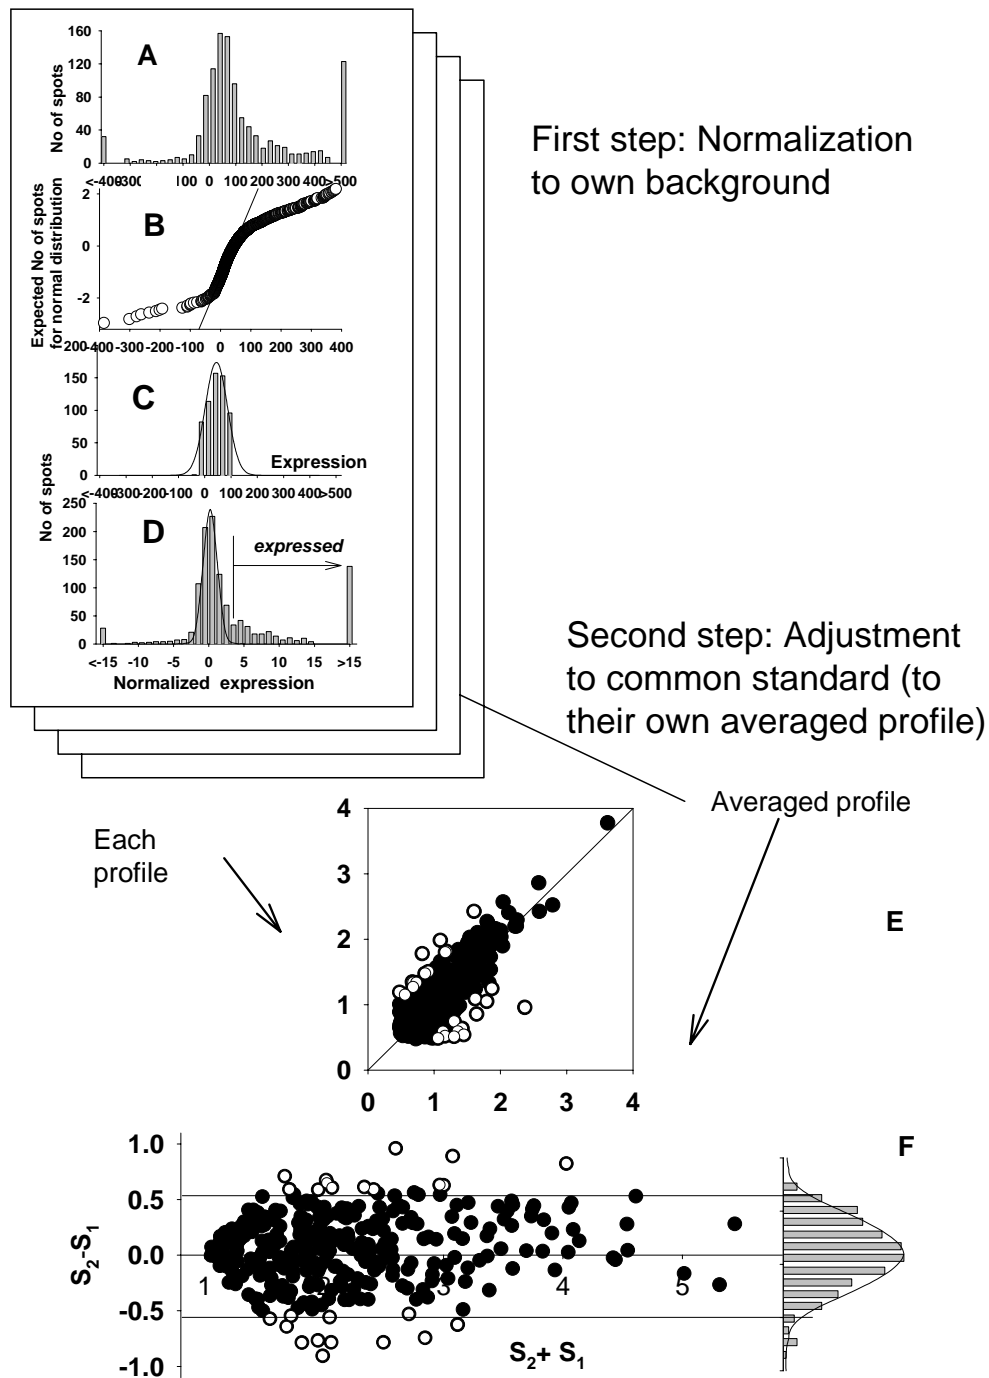 A
No of spots
160
120
80
40
0
<-400 -300 100 0 100 200 300 400 >500
First step: Normalization
to own background
B
Expected No of spots
for normal distribution
2
0
-2
-400 -300 -200 -100 0 100 200 300 400
C
200
150
100
50
0
Expression
<-400 -300 -200 -100 0 100 200 300 400 >500
No of spots
D
250
200
150
100
50
0
expressed
<-15 -10 -5 0 5 10 15 >15
Normalized expression
Second step: Adjustment
to common standard (to
their own averaged profile)
Averaged profile
Each
profile
E
4
3
2
1
0
0 1 2 3 4
F
S2-S1
1.0
0.5
0.0
-0.5
-1.0
1 3 4 5
S2+ S1